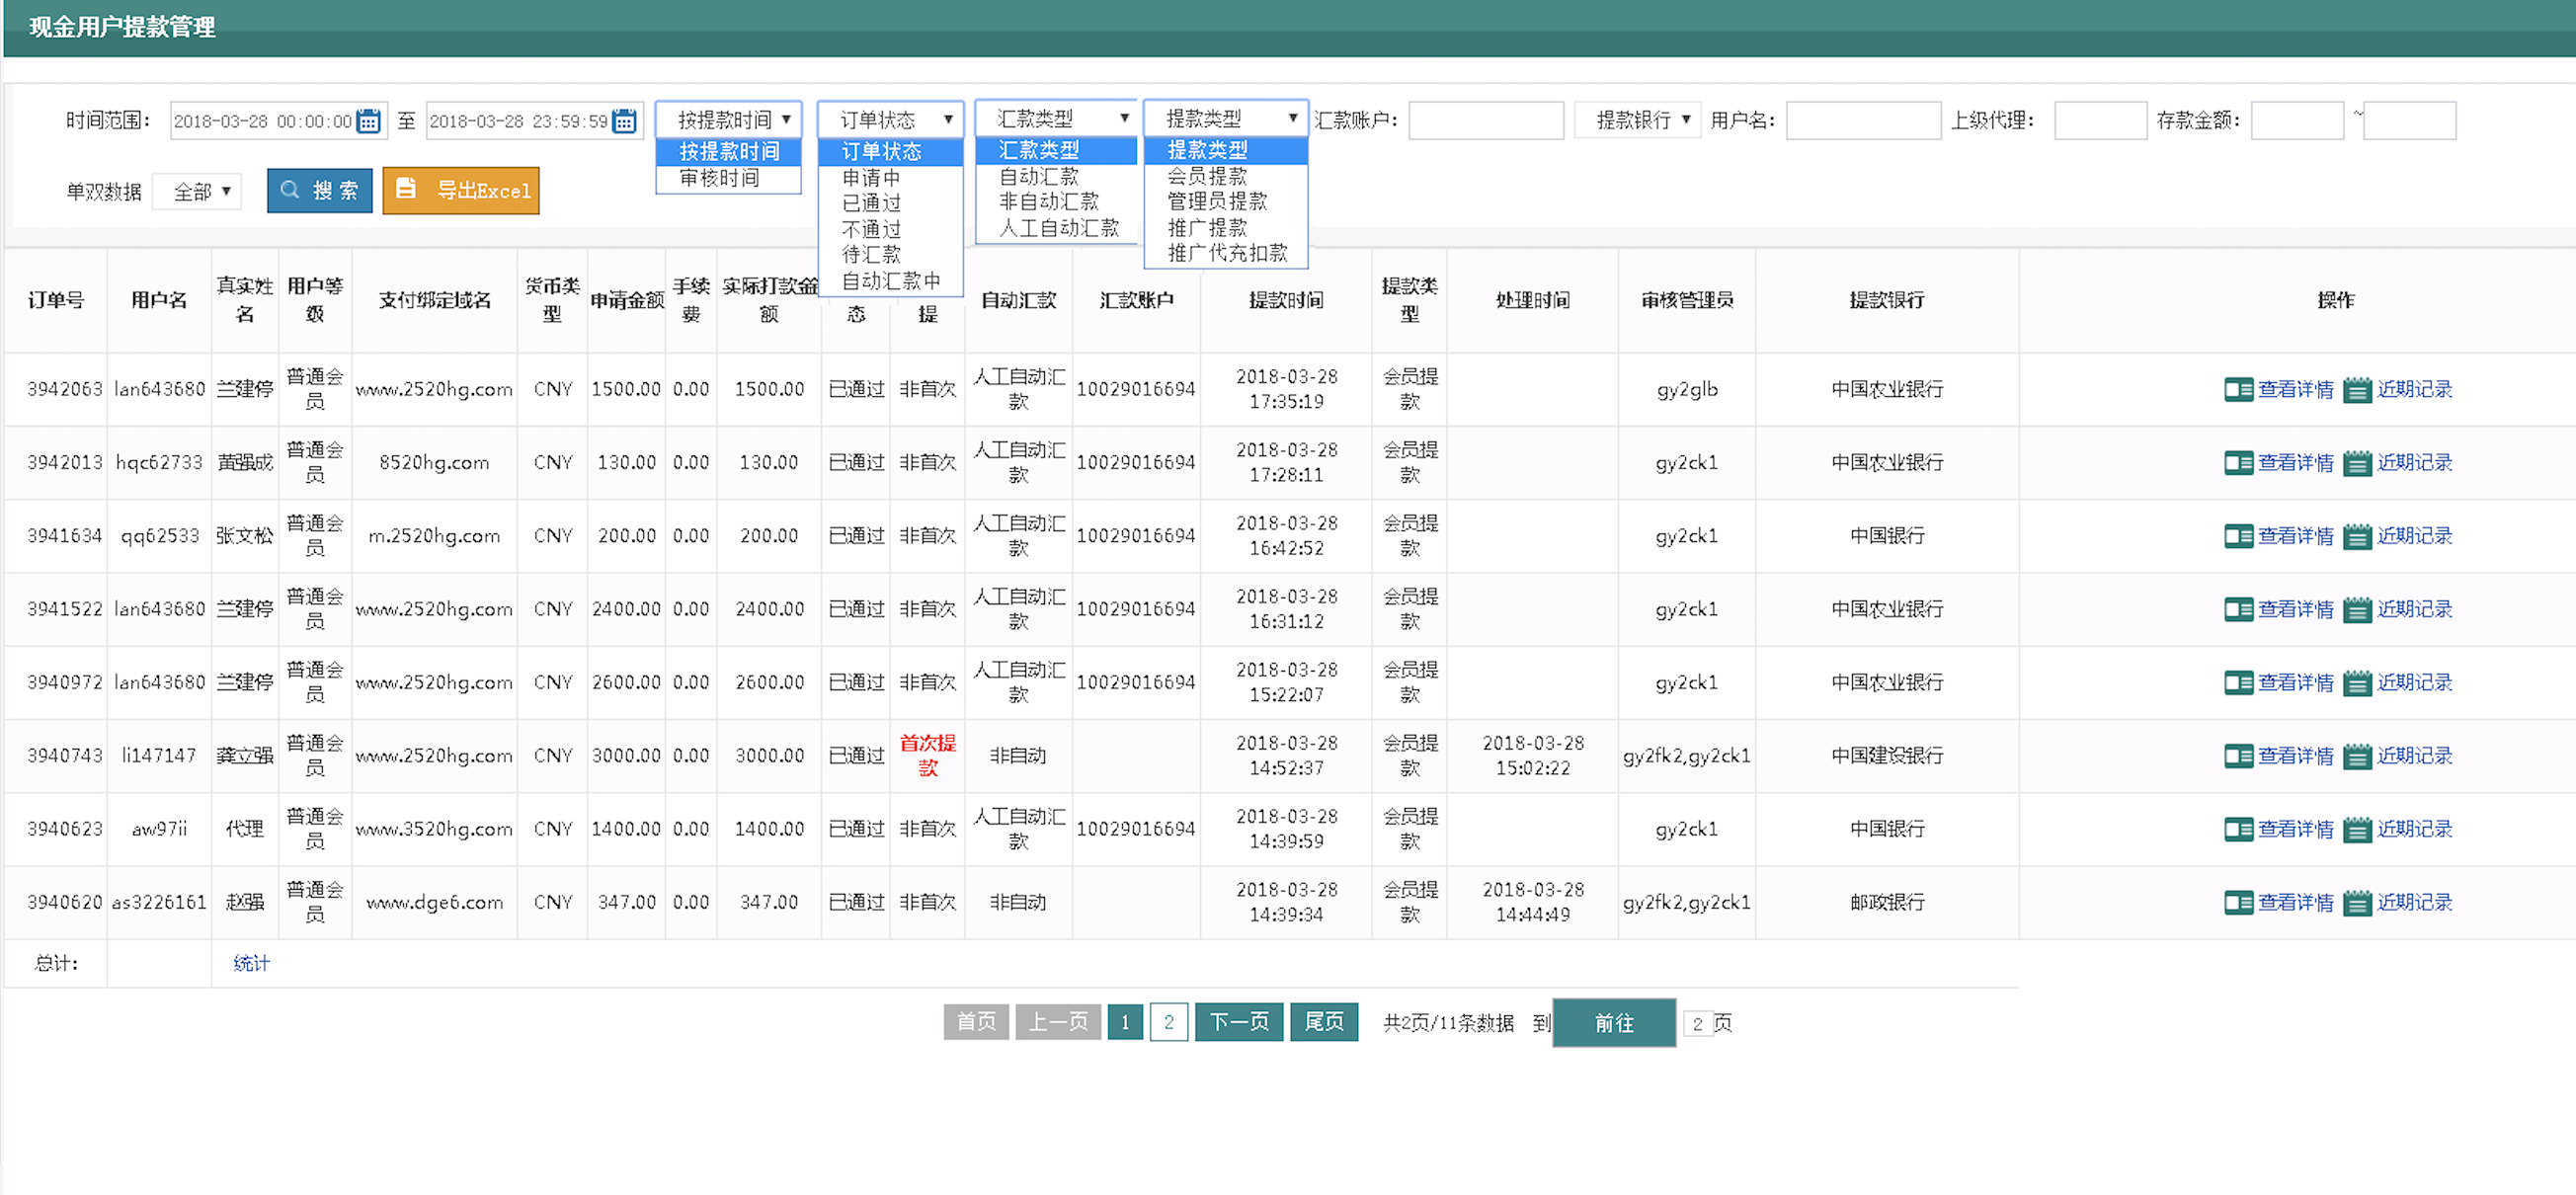 现金用户提款管理
时间范围： 2018-03-28 00:00:00 至 2018-03-28 23:59:59 按提款时间 订单状态 汇款类型 提款类型 汇款账户： 提款银行 用户名： 上级代理： 存款金额： ~
按提款时间 订单状态 汇款类型 提款类型
审核时间 申请中 自动汇款 会员提款
已通过 非自动汇款 管理员提款
不通过 人工自动汇款 推广提款
待汇款 推广代充扣款
自动汇款中
单双数据 全部 搜 索 导出Excel
订单号 用户名 真实姓名 用户等级 支付绑定域名 货币类型 申请金额 手续费 实际打款金额 态 提 自动汇款 汇款账户 提款时间 提款类型 处理时间 审核管理员 提款银行 操作
3942063 lan643680 兰建停 普通会员 www.2520hg.com CNY 1500.00 0.00 1500.00 已通过 非首次 人工自动汇款 10029016694 2018-03-28 17:35:19 会员提款 gy2glb 中国农业银行 查看详情 近期记录
3942013 hqc62733 黄强成 普通会员 8520hg.com CNY 130.00 0.00 130.00 已通过 非首次 人工自动汇款 10029016694 2018-03-28 17:28:11 会员提款 gy2ck1 中国农业银行 查看详情 近期记录
3941634 qq62533 张文松 普通会员 m.2520hg.com CNY 200.00 0.00 200.00 已通过 非首次 人工自动汇款 10029016694 2018-03-28 16:42:52 会员提款 gy2ck1 中国银行 查看详情 近期记录
3941522 lan643680 兰建停 普通会员 www.2520hg.com CNY 2400.00 0.00 2400.00 已通过 非首次 人工自动汇款 10029016694 2018-03-28 16:31:12 会员提款 gy2ck1 中国农业银行 查看详情 近期记录
3940972 lan643680 兰建停 普通会员 www.2520hg.com CNY 2600.00 0.00 2600.00 已通过 非首次 人工自动汇款 10029016694 2018-03-28 15:22:07 会员提款 gy2ck1 中国农业银行 查看详情 近期记录
3940743 li147147 龚立强 普通会员 www.2520hg.com CNY 3000.00 0.00 3000.00 已通过 首次提款 非自动 2018-03-28 14:52:37 会员提款 2018-03-28 15:02:22 gy2fk2,gy2ck1 中国建设银行 查看详情 近期记录
3940623 aw97ii 代理 普通会员 www.3520hg.com CNY 1400.00 0.00 1400.00 已通过 非首次 人工自动汇款 10029016694 2018-03-28 14:39:59 会员提款 gy2ck1 中国银行 查看详情 近期记录
3940620 as3226161 赵强 普通会员 www.dge6.com CNY 347.00 0.00 347.00 已通过 非首次 非自动 2018-03-28 14:39:34 会员提款 2018-03-28 14:44:49 gy2fk2,gy2ck1 邮政银行 查看详情 近期记录
总计： 统计
首页 上一页 1 2 下一页 尾页 共2页/11条数据 到 前往 2 页